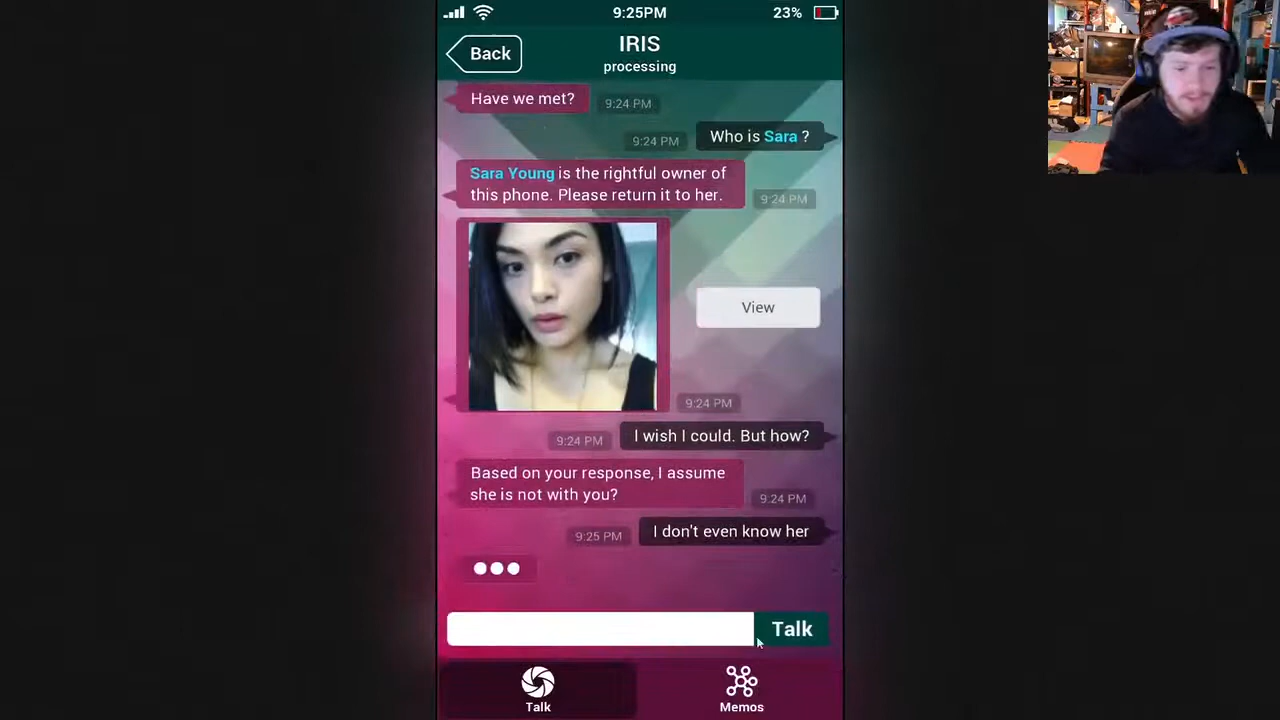 9:25PM
23%
Back
IRIS
processing
Have we met?
9:24 PM
Who is Sara ?
9:24 PM
Sara Young is the rightful owner of
this phone. Please return it to her.
9:24 PM
View
9:24 PM
I wish I could. But how?
9:24 PM
Based on your response, I assume
she is not with you?
9:24 PM
I don't even know her
9:25 PM
Talk
Talk
Memos